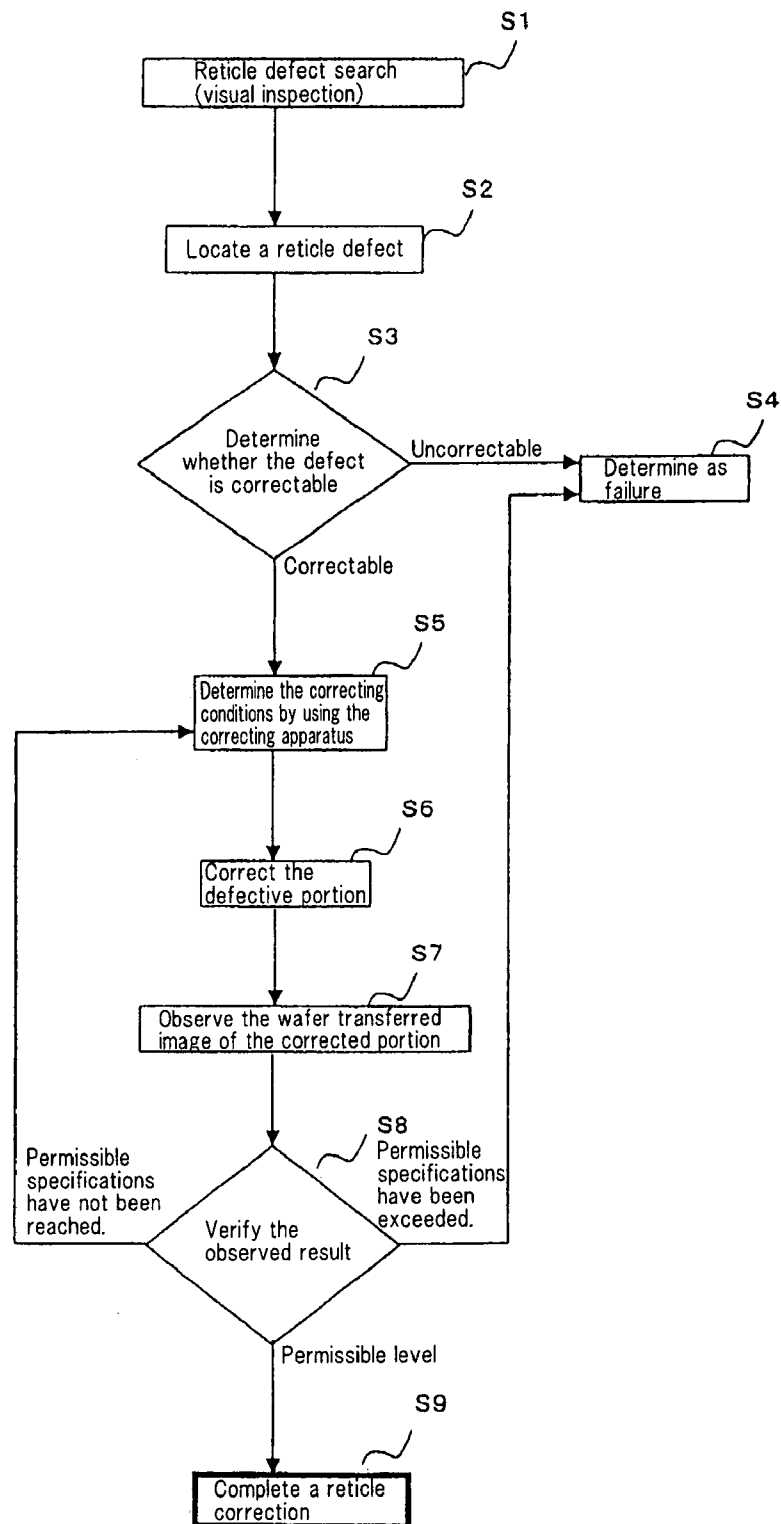 S1
Reticle defect search
(visual inspection)
S2
Locate a reticle defect
S3
Determine
whether the defect
is correctable
Uncorrectable
S4
Determine as
failure
Correctable
S5
Determine the correcting
conditions by using the
correcting apparatus
S6
Correct the
defective portion
S7
Observe the wafer transferred
image of the corrected portion
S8
Permissible
specifications
have not been
reached.
Verify the
observed result
Permissible
specifications
have been
exceeded.
Permissible level
S9
Complete a reticle
correction